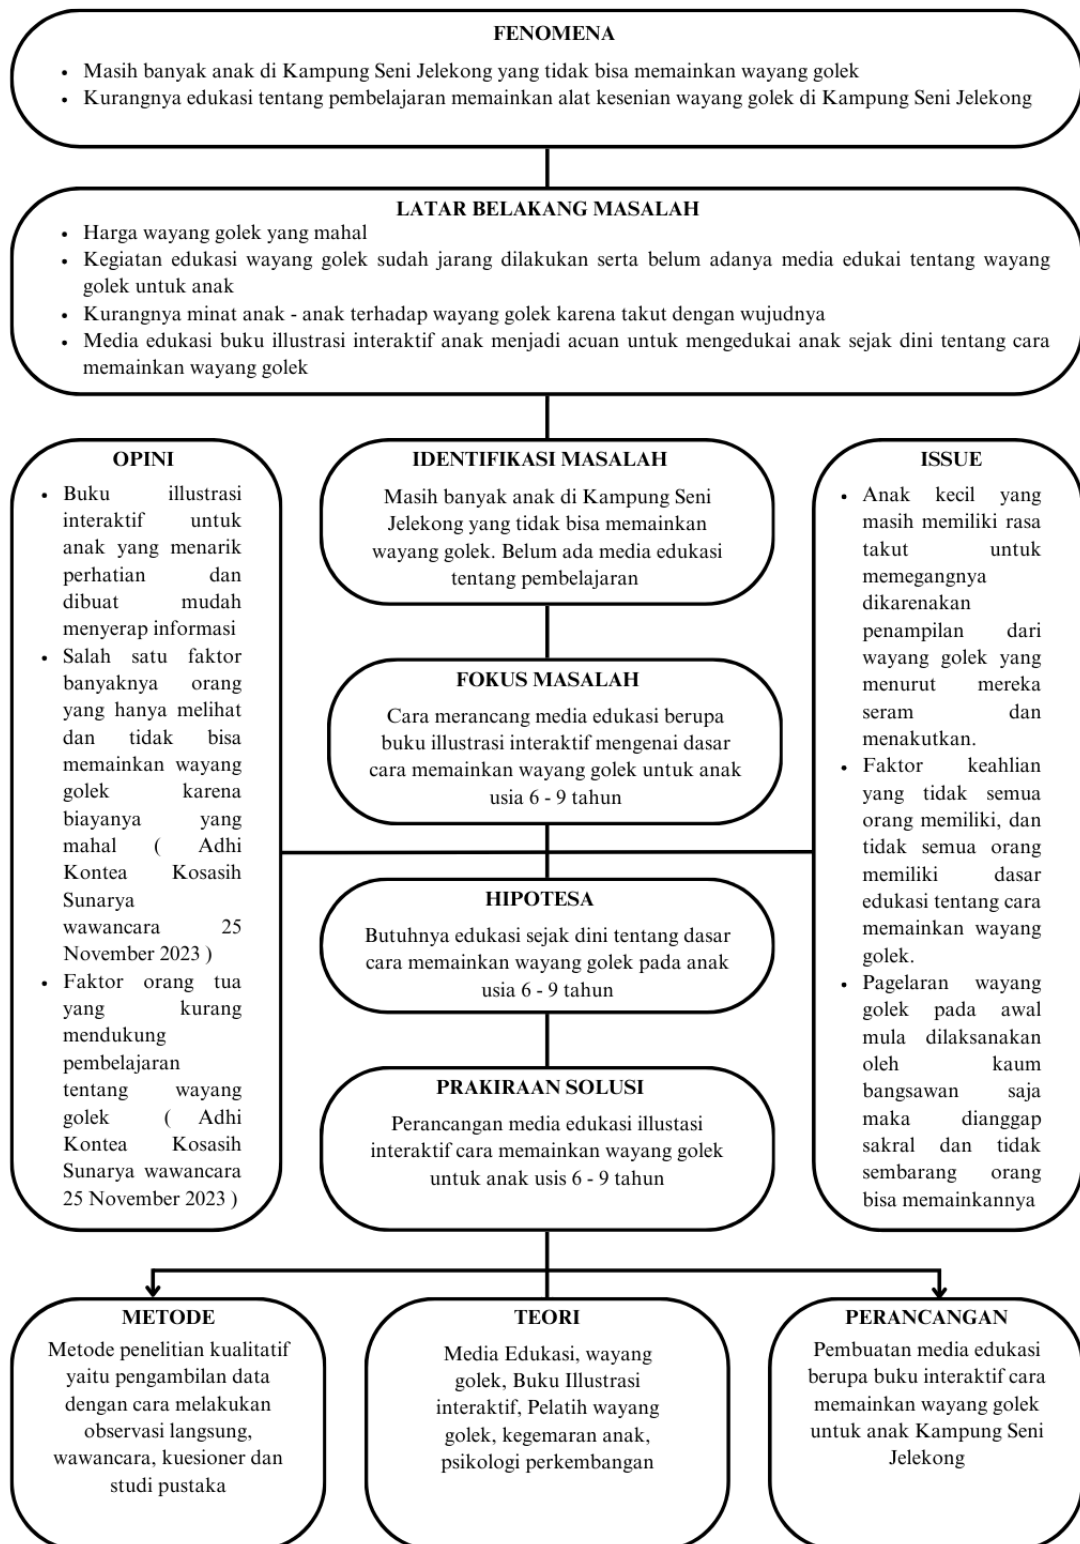 FENOMENA
Masih banyak anak di Kampung Seni Jelekong yang tidak bisa memainkan wayang golek
Kurangnya edukasi tentang pembelajaran memainkan alat kesenian wayang golek di Kampung Seni Jelekong
LATAR BELAKANG MASALAH
Harga wayang golek yang mahal
Kegiatan edukasi wayang golek sudah jarang dilakukan serta belum adanya media edukai tentang wayang
golek untuk anak
Kurangnya minat anak - anak terhadap wayang golek karena takut dengan wujudnya
Media edukasi buku illustrasi interaktif anak menjadi acuan untuk mengedukai anak sejak dini tentang cara
memainkan wayang golek
OPINI
Buku illustrasi
interaktif untuk
anak yang menarik
perhatian dan
dibuat mudah
menyerap informasi
Salah satu faktor
banyaknya orang
yang hanya melihat
dan tidak bisa
memainkan wayang
golek karena
biayanya yang
mahal ( Adhi
Kontea Kosasih
Sunarya
wawancara 25
November 2023 )
Faktor orang tua
yang kurang
mendukung
pembelajaran
tentang wayang
golek ( Adhi
Kontea Kosasih
Sunarya wawancara
25 November 2023 )
IDENTIFIKASI MASALAH
Masih banyak anak di Kampung Seni
Jelekong yang tidak bisa memainkan
wayang golek. Belum ada media edukasi
tentang pembelajaran
FOKUS MASALAH
Cara merancang media edukasi berupa
buku illustrasi interaktif mengenai dasar
cara memainkan wayang golek untuk anak
usia 6 - 9 tahun
HIPOTESA
Butuhnya edukasi sejak dini tentang dasar
cara memainkan wayang golek pada anak
usia 6 - 9 tahun
PRAKIRAAN SOLUSI
Perancangan media edukasi illustasi
interaktif cara memainkan wayang golek
untuk anak usis 6 - 9 tahun
ISSUE
Anak kecil yang
masih memiliki rasa
takut untuk
memegangnya
dikarenakan
penampilan dari
wayang golek yang
menurut mereka
seram dan
menakutkan.
Faktor keahlian
yang tidak semua
orang memiliki, dan
tidak semua orang
memiliki dasar
edukasi tentang cara
memainkan wayang
golek.
Pagelaran wayang
golek pada awal
mula dilaksanakan
oleh kaum
bangsawan saja
maka dianggap
sakral dan tidak
sembarang orang
bisa memainkannya
METODE
Metode penelitian kualitatif
yaitu pengambilan data
dengan cara melakukan
observasi langsung,
wawancara, kuesioner dan
studi pustaka
TEORI
Media Edukasi, wayang
golek, Buku Illustrasi
interaktif, Pelatih wayang
golek, kegemaran anak,
psikologi perkembangan
PERANCANGAN
Pembuatan media edukasi
berupa buku interaktif cara
memainkan wayang golek
untuk anak Kampung Seni
Jelekong